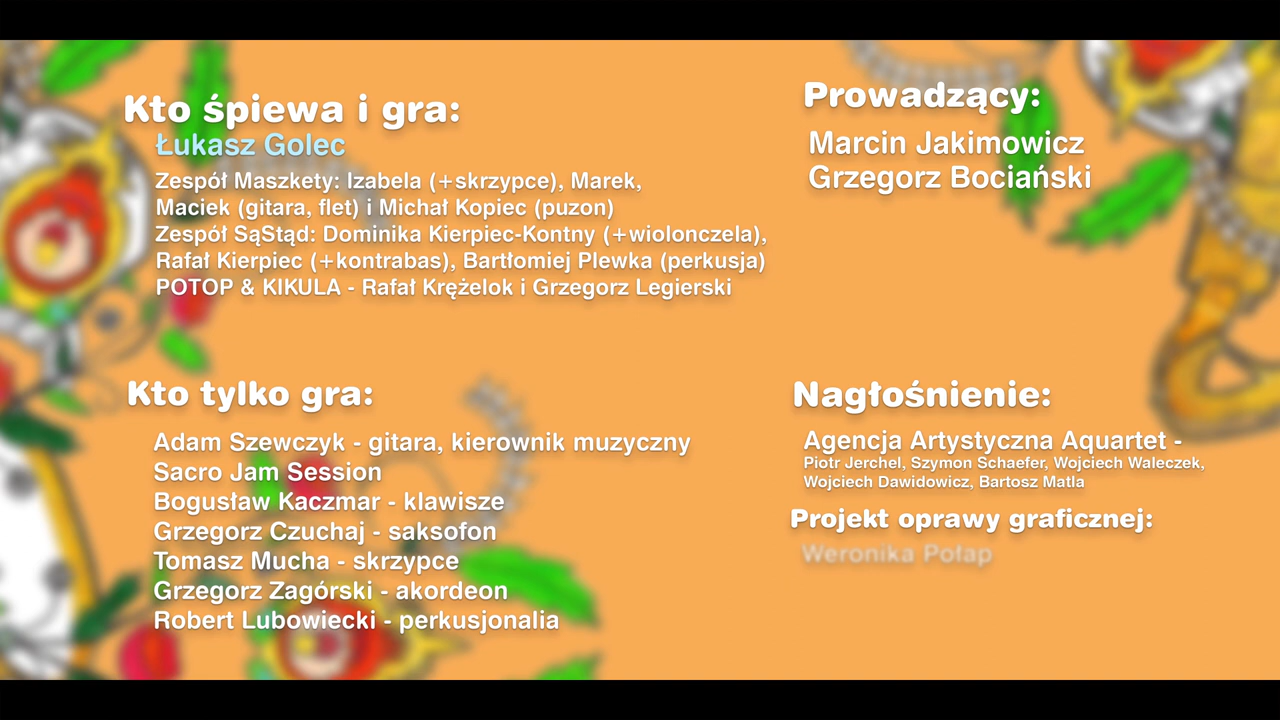 Kto śpiewa i gra:
Łukasz Golec
Zespół Maszkety: Izabela (+skrzypce), Marek,
Maciek (gitara, flet) i Michał Kopiec (puzon)
Zespół SąStąd: Dominika Kierpiec-Kontny (+wiolonczela),
Rafał Kierpiec (+kontrabas), Bartłomiej Plewka (perkusja)
POTOP & KIKULA - Rafał Krężelok i Grzegorz Legierski
Prowadzący:
Marcin Jakimowicz
Grzegorz Bociański
Kto tylko gra:
Adam Szewczyk - gitara, kierownik muzyczny
Sacro Jam Session
Bogusław Kaczmar - klawisze
Grzegorz Czuchaj - saksofon
Tomasz Mucha - skrzypce
Grzegorz Zagórski - akordeon
Robert Lubowiecki - perkusjonalia
Nagłośnienie:
Agencja Artystyczna Aquartet -
Piotr Jerchel, Szymon Schaefer, Wojciech Waleczek,
Wojciech Dawidowicz, Bartosz Matla
Projekt oprawy graficznej:
Weronika Połap